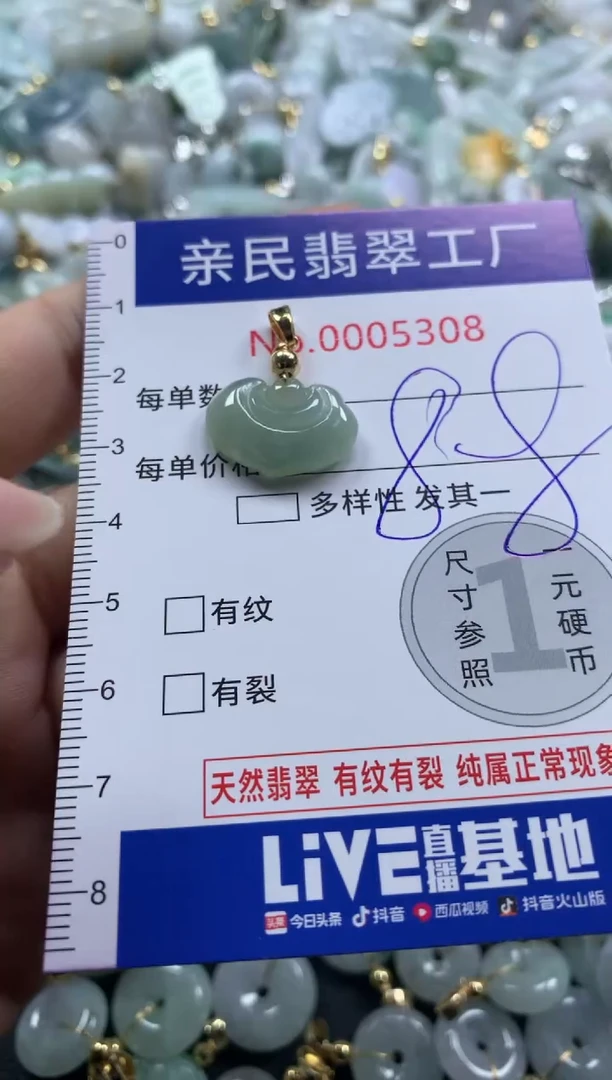 0
亲民翡翠工厂
1
No.0005308
2
每单数
88
3
每单价格
多样性 发其一
4
尺寸参照
1
一元硬币
5
有纹
6
有裂
7
天然翡翠 有纹有裂 纯属正常现象
8
LiVE直播基地
头条 今日头条 抖音 西瓜视频 抖音火山版